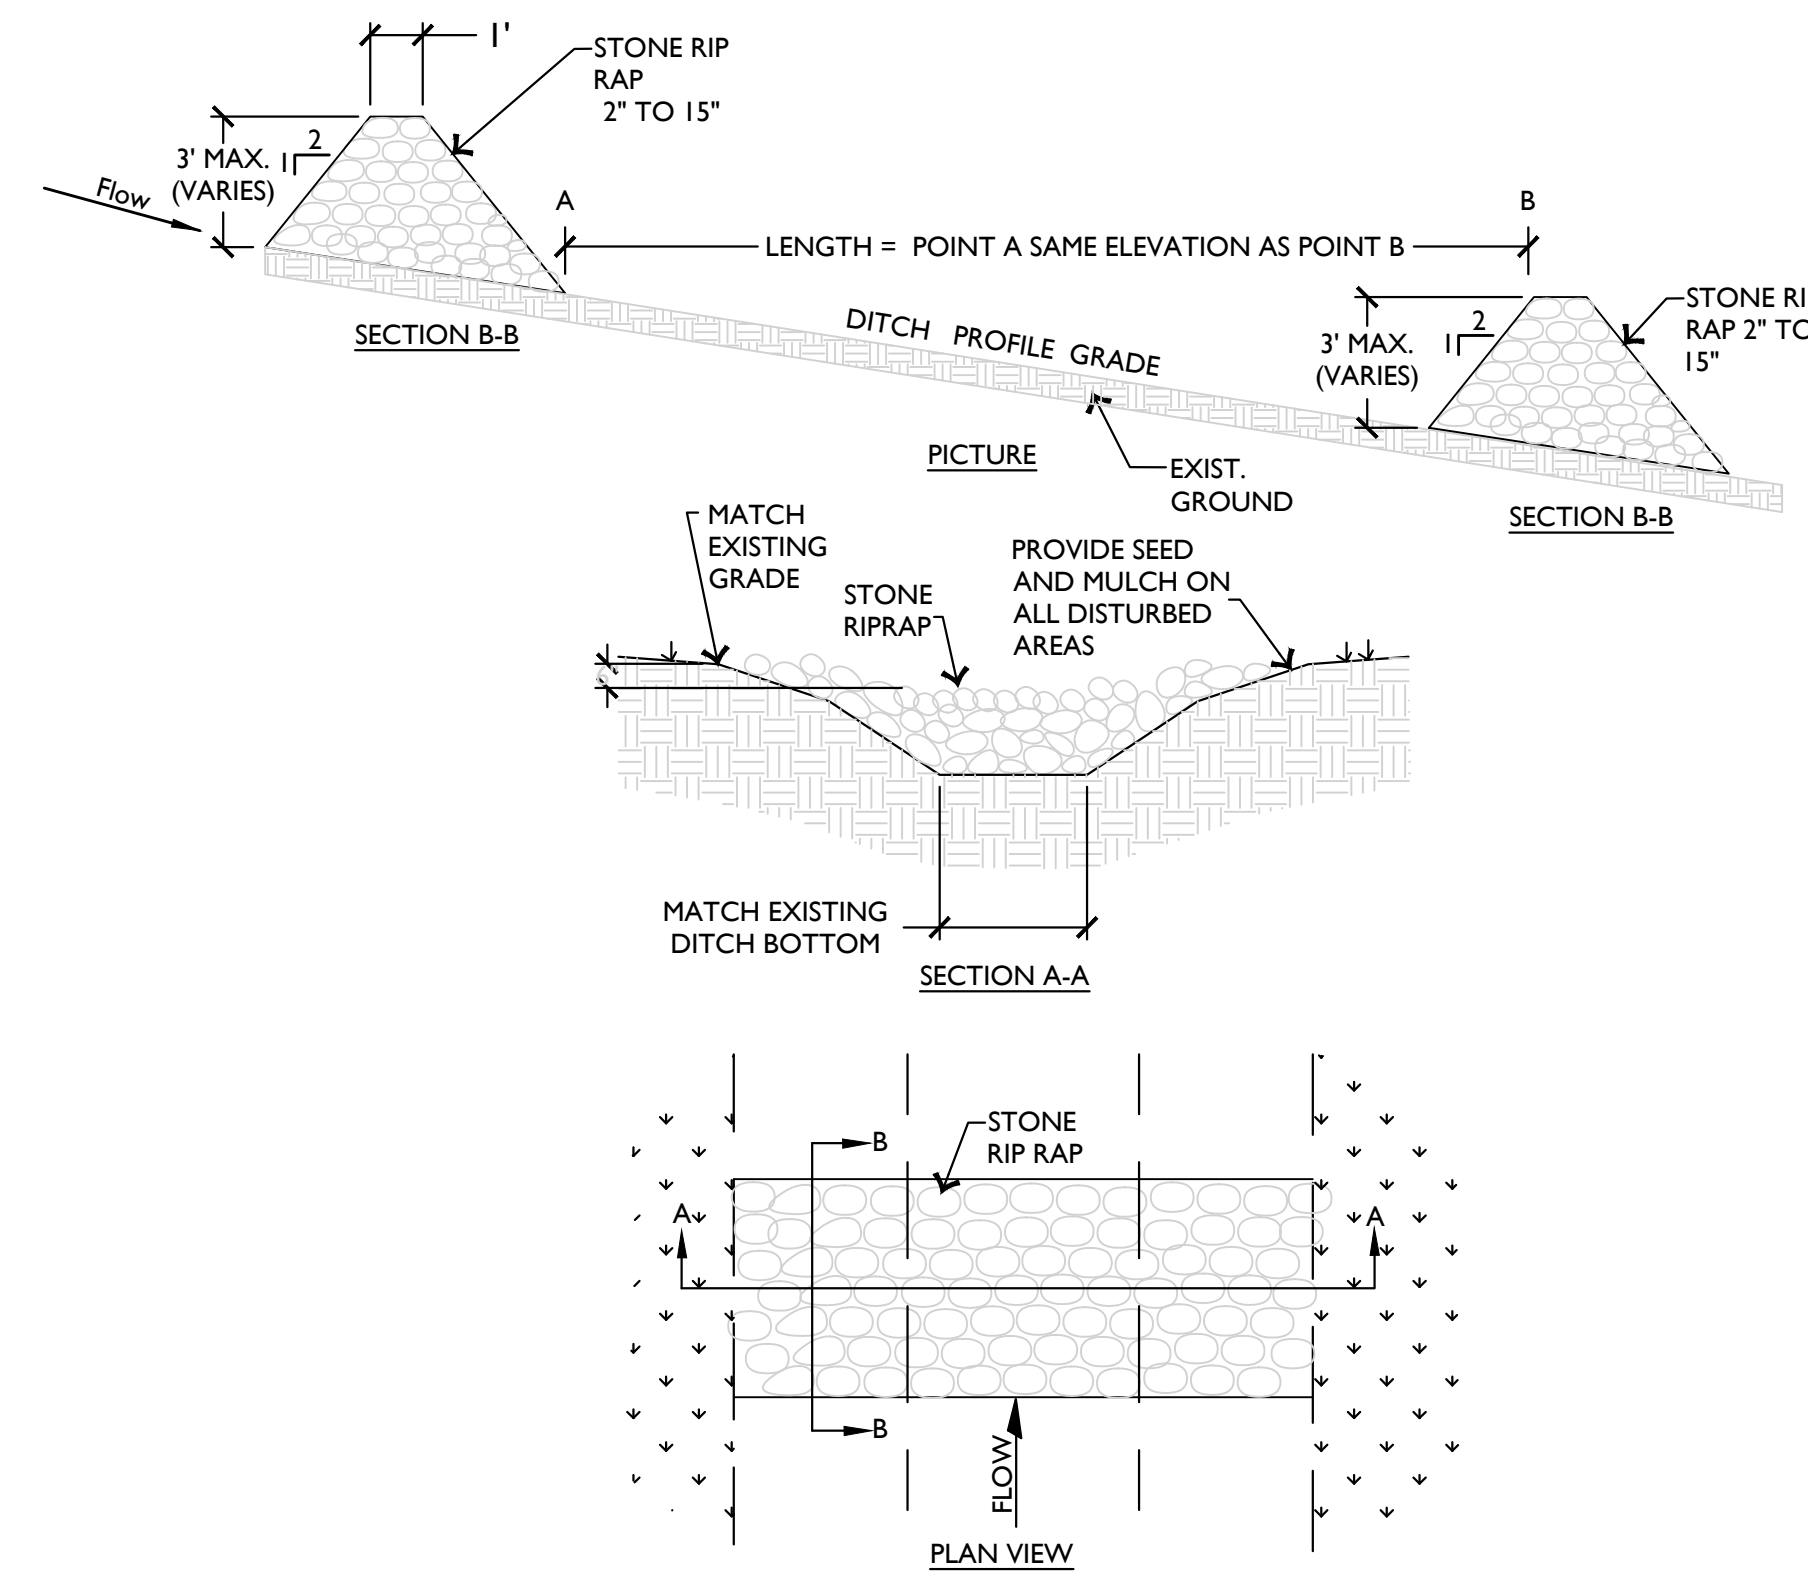 1'
STONE RIP
RAP
2" TO 15"
2
1
3' MAX.
(VARIES)
Flow
A
B
LENGTH = POINT A SAME ELEVATION AS POINT B
SECTION B-B
DITCH PROFILE GRADE
2
1
3' MAX.
(VARIES)
STONE RI
RAP 2" TO
15"
PICTURE
EXIST.
GROUND
SECTION B-B
MATCH
EXISTING
GRADE
STONE
RIPRAP
PROVIDE SEED
AND MULCH ON
ALL DISTURBED
AREAS
MATCH EXISTING
DITCH BOTTOM
SECTION A-A
STONE
RIP RAP
B
A
A
B
FLOW
PLAN VIEW